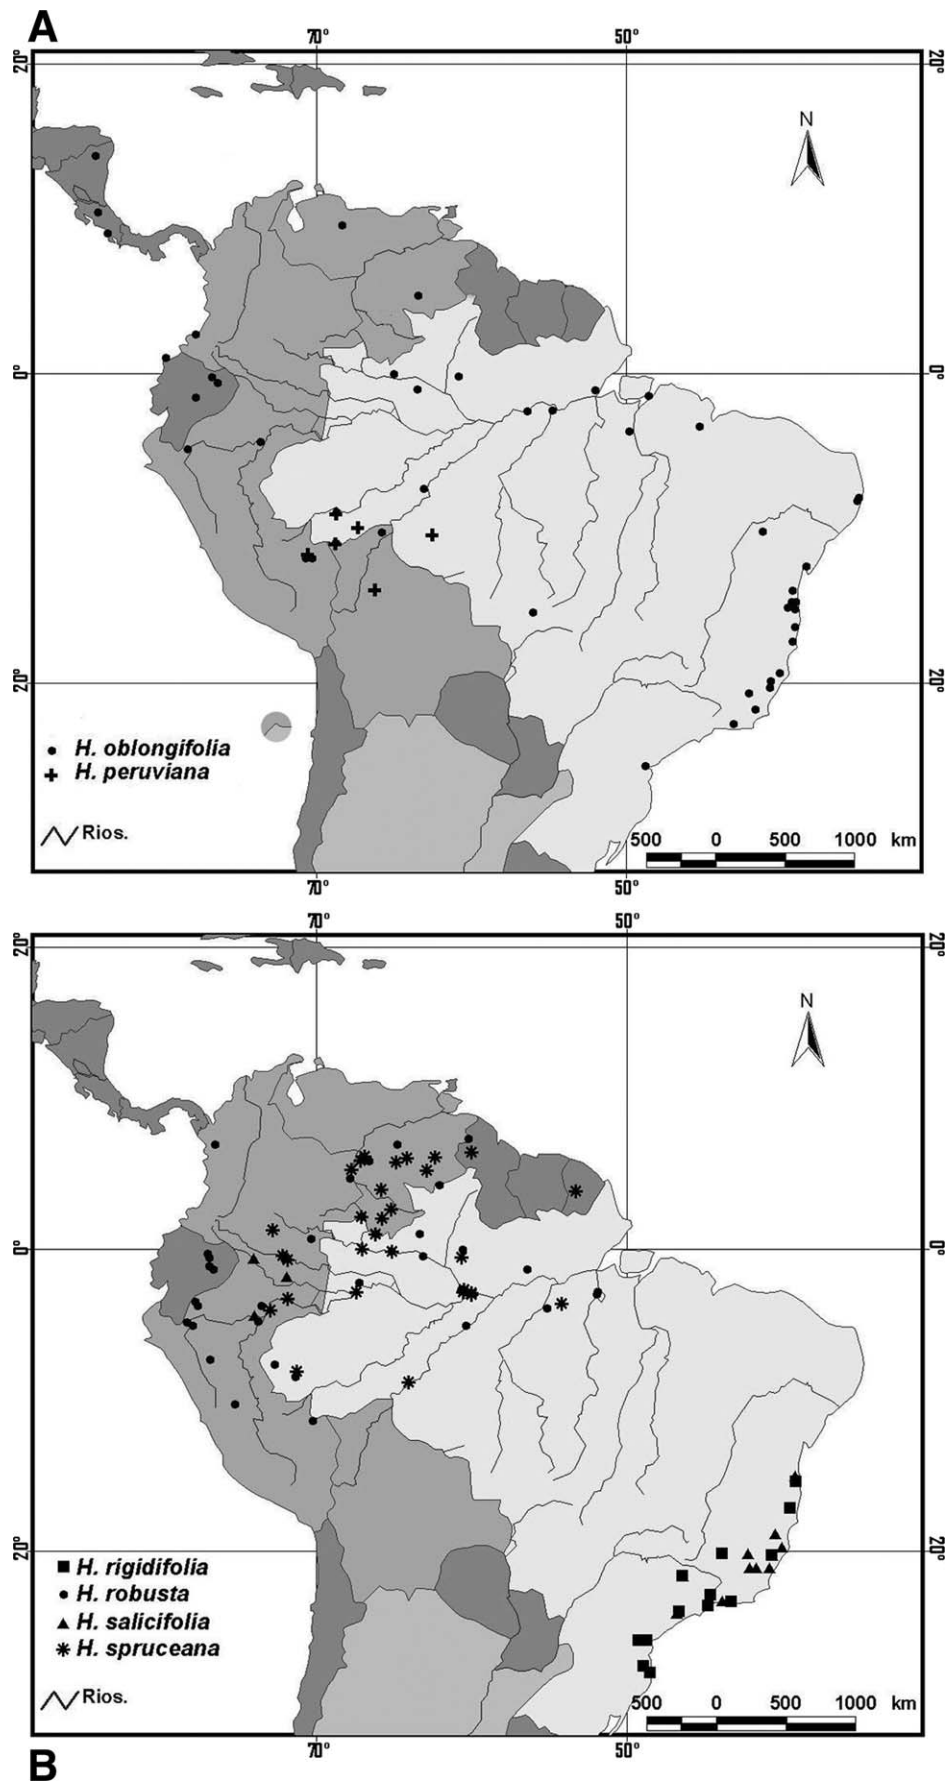 A
70° 50°
20° 20°
N
0° 0°
20° 20°
H. oblongifolia
H. peruviana
Rios.
500 0 500 1000 km
70° 50°
70° 50°
20° 20°
N
0° 0°
20° 20°
H. rigidifolia
H. robusta
H. salicifolia
H. spruceana
Rios.
500 0 500 1000 km
70° 50°
B